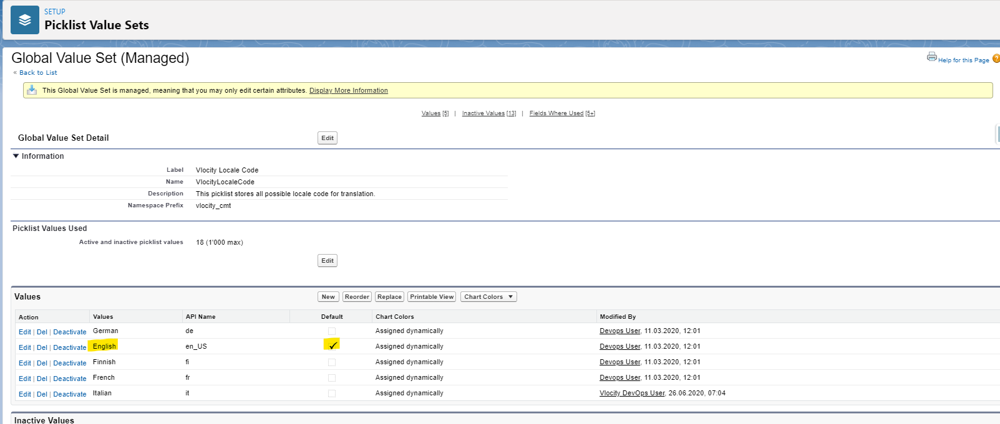 SETUP
Picklist Value Sets
Global Value Set (Managed)
Help for this Page ?
« Back to List
This Global Value Set is managed, meaning that you may only edit certain attributes. Display More Information
Values [5] | Inactive Values [13] | Fields Where Used [5+]
Global Value Set Detail Edit
Information
Label Vlocity Locale Code
Name VlocityLocaleCode
Description This picklist stores all possible locale code for translation.
Namespace Prefix vlocity_cmt
Picklist Values Used
Active and inactive picklist values 18 (1'000 max)
Edit
Values New Reorder Replace Printable View Chart Colors
Action Values API Name Default Chart Colors Modified By
Edit | Del | Deactivate German de Assigned dynamically Devops User, 11.03.2020, 12:01
Edit | Del | Deactivate English en_US Assigned dynamically Devops User, 11.03.2020, 12:01
Edit | Del | Deactivate Finnish fi Assigned dynamically Devops User, 11.03.2020, 12:01
Edit | Del | Deactivate French fr Assigned dynamically Devops User, 11.03.2020, 12:01
Edit | Del | Deactivate Italian it Assigned dynamically Vlocity DevOps User, 26.06.2020, 07:04
Inactive Values